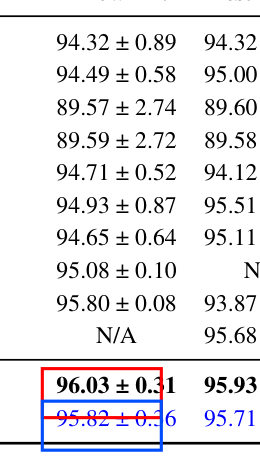 94.32 ± 0.89 94.32
94.49 ± 0.58 95.00
89.57 ± 2.74 89.60
89.59 ± 2.72 89.58
94.71 ± 0.52 94.12
94.93 ± 0.87 95.51
94.65 ± 0.64 95.11
95.08 ± 0.10 N
95.80 ± 0.08 93.87
N/A 95.68
96.03 ± 0.31 95.93
95.82 ± 0.36 95.71